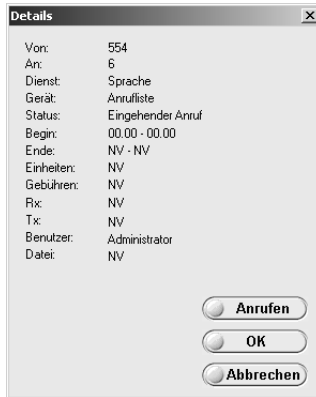 Details
Von: 554
An: 6
Dienst: Sprache
Gerät: Anrufliste
Status: Eingehender Anruf
Begin: 00.00 - 00.00
Ende: NV - NV
Einheiten: NV
Gebühren: NV
Rx: NV
Tx: NV
Benutzer: Administrator
Datei: NV
Anrufen
OK
Abbrechen